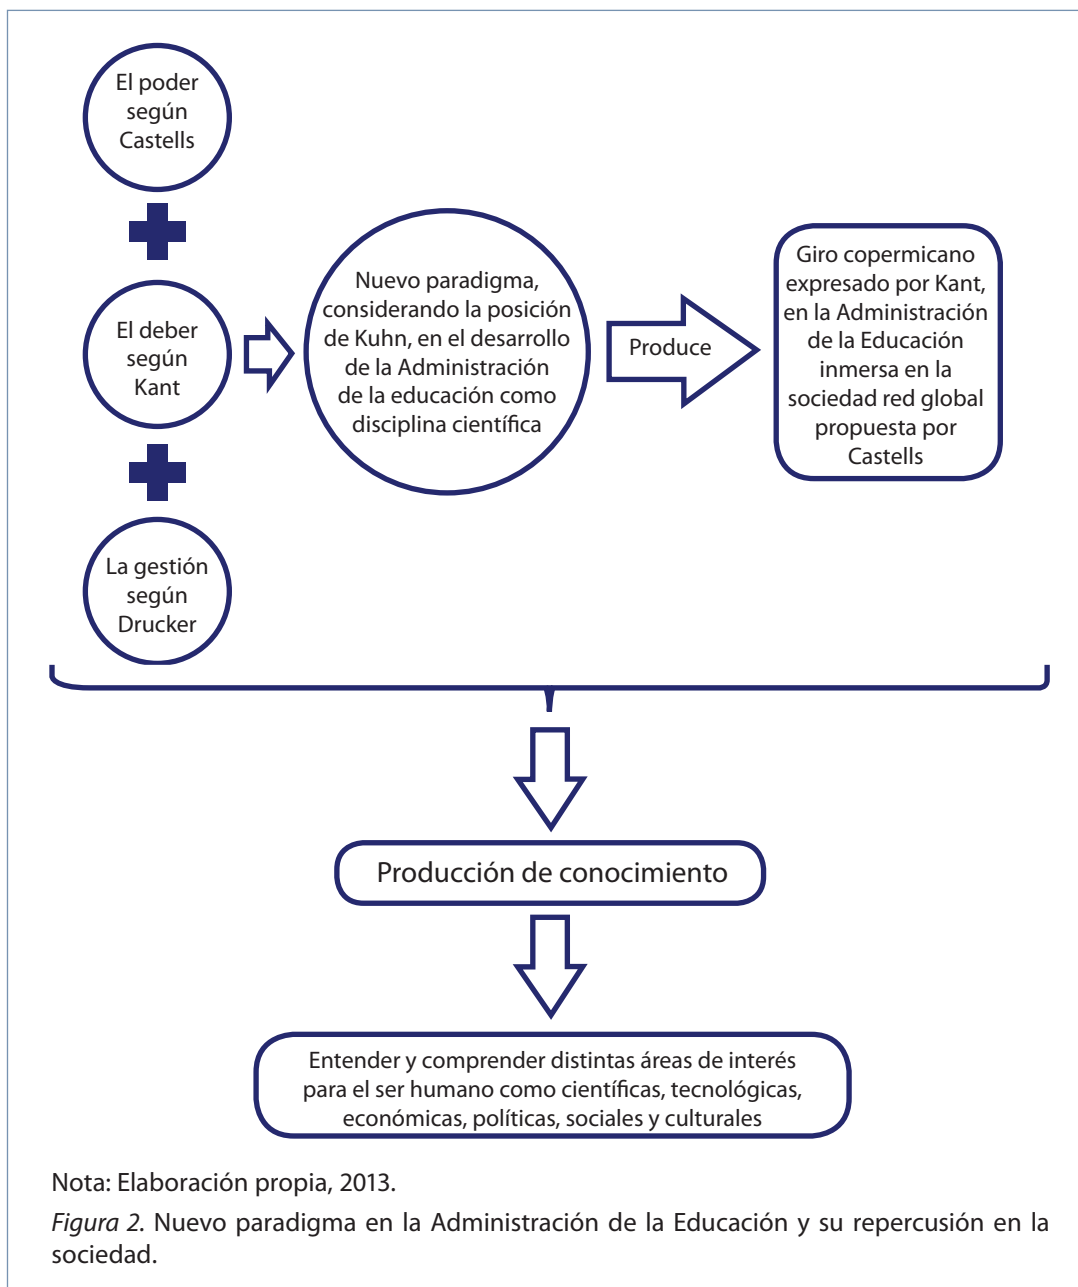 El poder
según
Castells
El deber
según
Kant
La gestión
según
Drucker
Nuevo paradigma,
considerando la posición
de Kuhn, en el desarrollo
de la Administración
de la educación como
disciplina científica
Produce
Giro copermicano
expresado por Kant,
en la Administración
de la Educación
inmersa en la
sociedad red global
propuesta por
Castells
Producción de conocimiento
Entender y comprender distintas áreas de interés
para el ser humano como científicas, tecnológicas,
económicas, políticas, sociales y culturales
Nota: Elaboración propia, 2013.
Figura 2. Nuevo paradigma en la Administración de la Educación y su repercusión en la
sociedad.